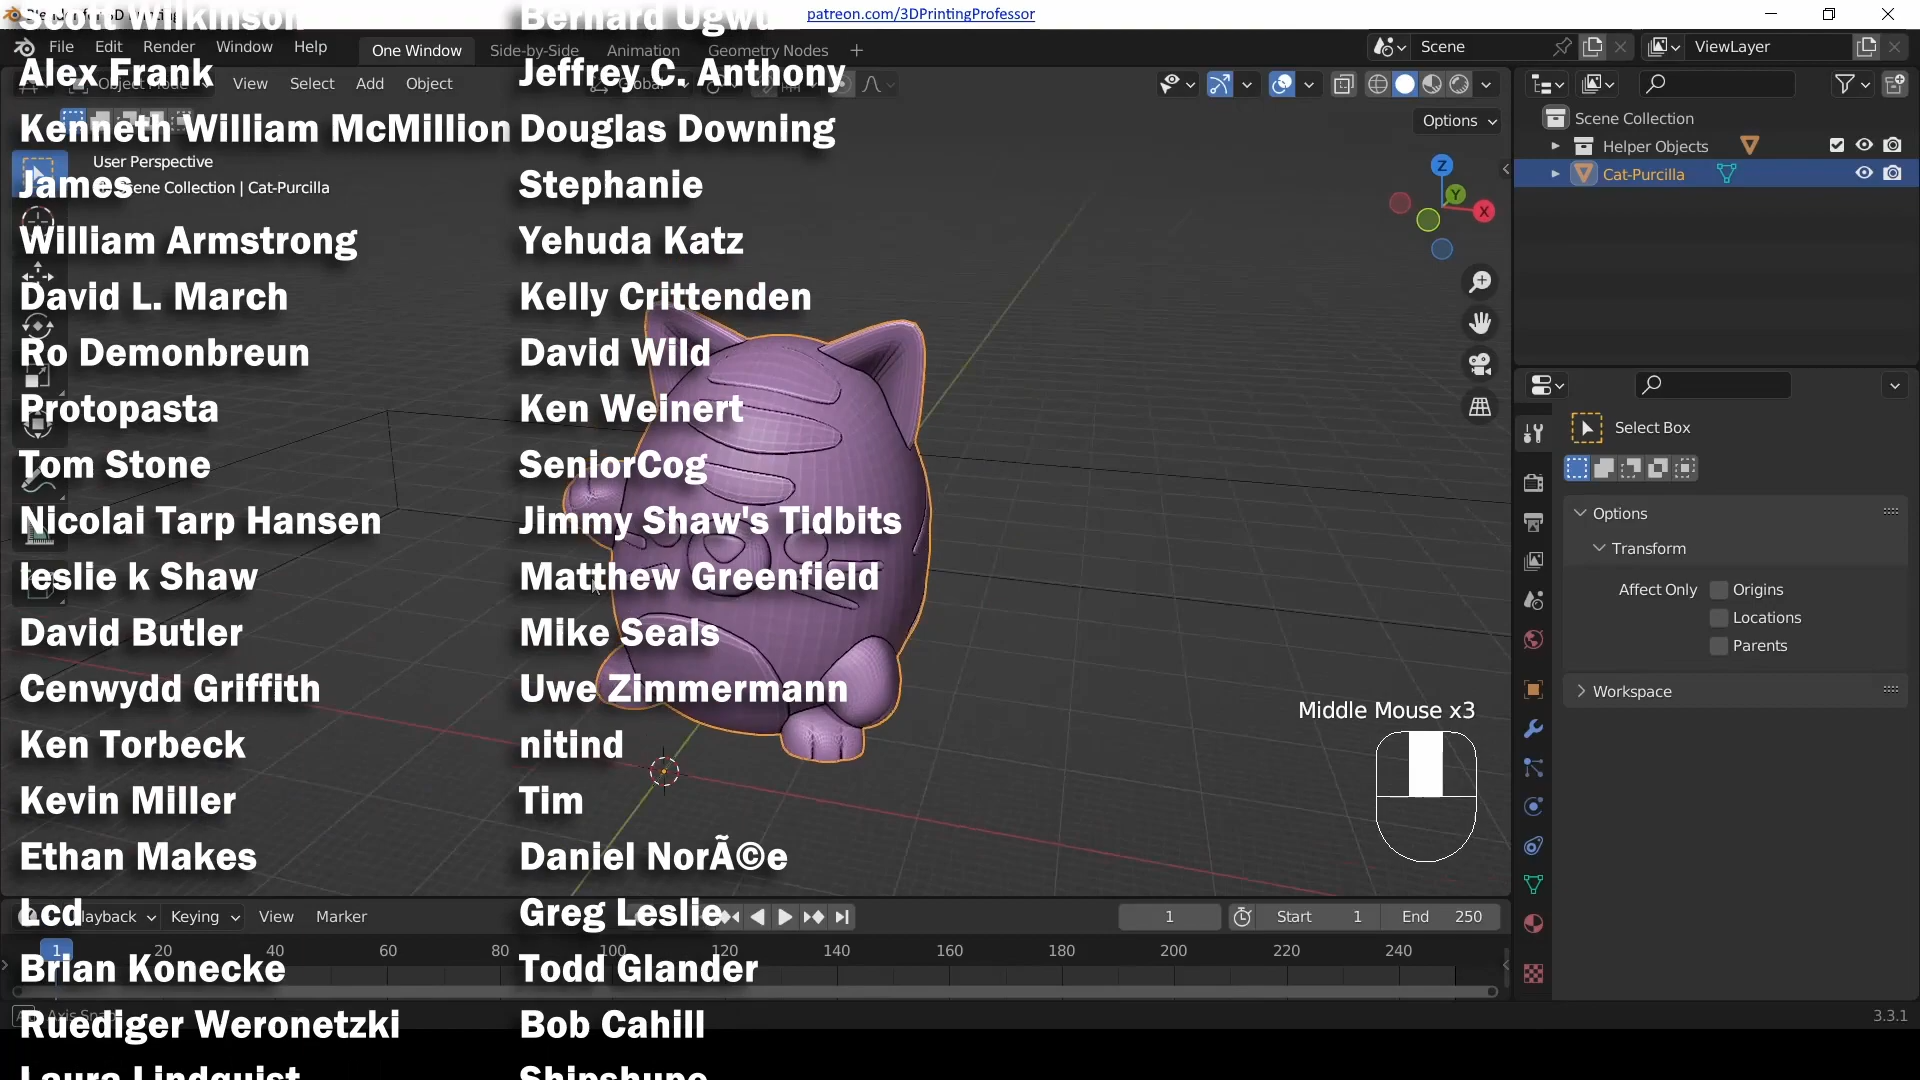 Scott Wilkinson
Bernard Ugwu
patreon.com/3DPrintingProfessor
File Edit Render Window Help
One Window Side-by-Side Animation Geometry Nodes +
Scene
ViewLayer
Alex Frank
Jeffrey C. Anthony
View Select Add Object
Scene Collection
Helper Objects
Cat-Purcilla
Options
Z
Y
X
Kenneth William McMillion
Douglas Downing
User Perspective
Scene Collection | Cat-Purcilla
James
Stephanie
William Armstrong
Yehuda Katz
David L. March
Kelly Crittenden
Ro Demonbreun
David Wild
Protopasta
Ken Weinert
Tom Stone
SeniorCog
Nicolai Tarp Hansen
Jimmy Shaw's Tidbits
leslie k Shaw
Matthew Greenfield
David Butler
Mike Seals
Cenwydd Griffith
Uwe Zimmermann
Ken Torbeck
nitind
Kevin Miller
Tim
Ethan Makes
Daniel NorÃ©e
Lcd
Greg Leslie
Brian Konecke
Todd Glander
Ruediger Weronetzki
Bob Cahill
Laura Lindquist
Shipshupe
Select Box
Options
Transform
Affect Only Origins
Locations
Parents
Workspace
Middle Mouse x3
Keying View Marker
1 Start 1 End 250
1 20 40 60 80 100 120 140 160 180 200 220 240
3.3.1